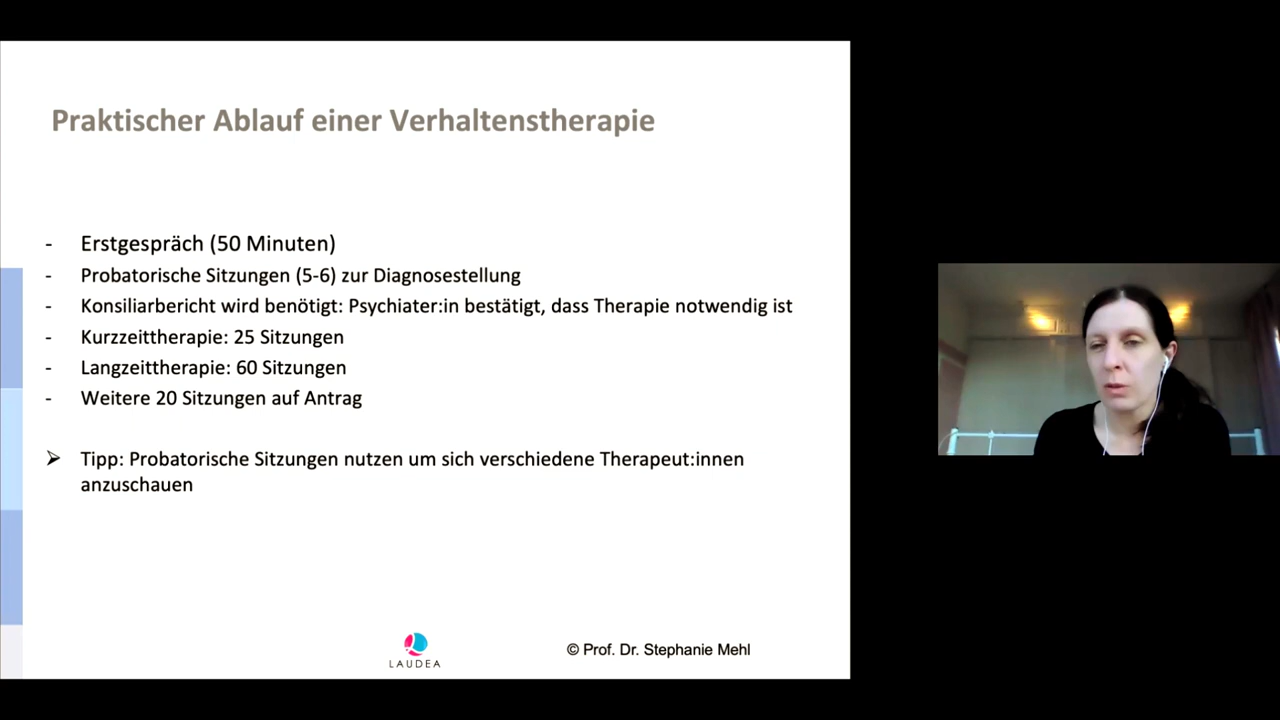 Praktischer Ablauf einer Verhaltenstherapie
- Erstgespräch (50 Minuten)
- Probatorische Sitzungen (5-6) zur Diagnosestellung
- Konsiliarbericht wird benötigt: Psychiater:in bestätigt, dass Therapie notwendig ist
- Kurzzeittherapie: 25 Sitzungen
- Langzeittherapie: 60 Sitzungen
- Weitere 20 Sitzungen auf Antrag
➢ Tipp: Probatorische Sitzungen nutzen um sich verschiedene Therapeut:innen
anzuschauen
LAUDEA
© Prof. Dr. Stephanie Mehl